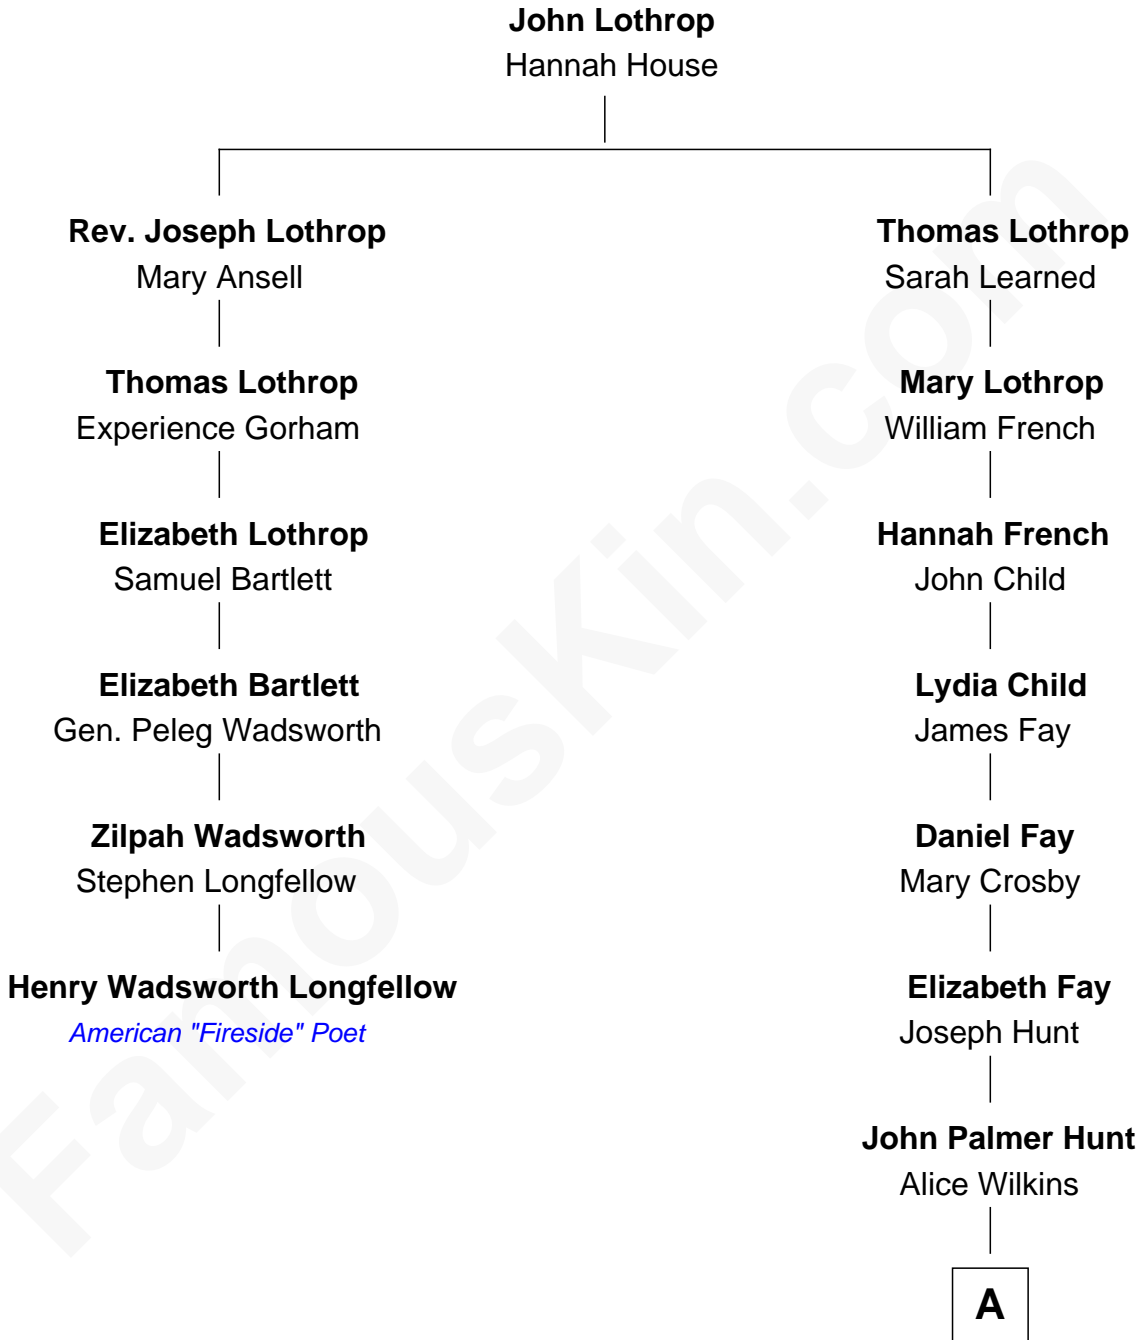 John Lothrop
Hannah House
Rev. Joseph Lothrop
Mary Ansell
Thomas Lothrop
Experience Gorham
Elizabeth Lothrop
Samuel Bartlett
Elizabeth Bartlett
Gen. Peleg Wadsworth
Zilpah Wadsworth
Stephen Longfellow
Henry Wadsworth Longfellow
American "Fireside" Poet
Thomas Lothrop
Sarah Learned
Mary Lothrop
William French
Hannah French
John Child
Lydia Child
James Fay
Daniel Fay
Mary Crosby
Elizabeth Fay
Joseph Hunt
John Palmer Hunt
Alice Wilkins
A
FamousKin.com